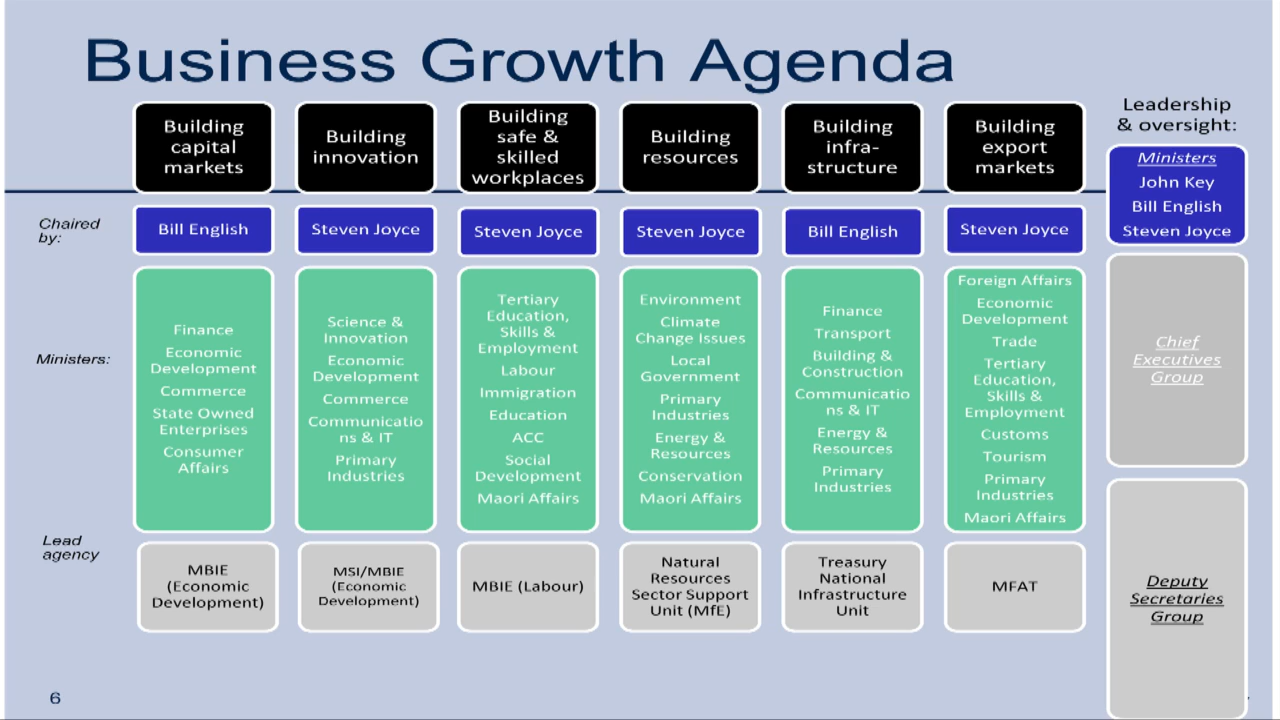 Business Growth Agenda
Building
capital
markets
Building
innovation
Building
safe &
skilled
workplaces
Building
resources
Building
infra-
structure
Building
export
markets
Leadership
& oversight:
Ministers
John Key
Bill English
Steven Joyce
Chaired
by:
Bill English
Steven Joyce
Steven Joyce
Steven Joyce
Bill English
Steven Joyce
Ministers:
Finance
Economic
Development
Commerce
State Owned
Enterprises
Consumer
Affairs
Science &
Innovation
Economic
Development
Commerce
Communicatio
ns & IT
Primary
Industries
Tertiary
Education,
Skills &
Employment
Labour
Immigration
Education
ACC
Social
Development
Maori Affairs
Environment
Climate
Change Issues
Local
Government
Primary
Industries
Energy &
Resources
Conservation
Maori Affairs
Finance
Transport
Building &
Construction
Communicatio
ns & IT
Energy &
Resources
Primary
Industries
Foreign Affairs
Economic
Development
Trade
Tertiary
Education,
Skills &
Employment
Customs
Tourism
Primary
Industries
Maori Affairs
Chief
Executives
Group
Lead
agency
MBIE
(Economic
Development)
MSI/MBIE
(Economic
Development)
MBIE (Labour)
Natural
Resources
Sector Support
Unit (MfE)
Treasury
National
Infrastructure
Unit
MFAT
Deputy
Secretaries
Group
6